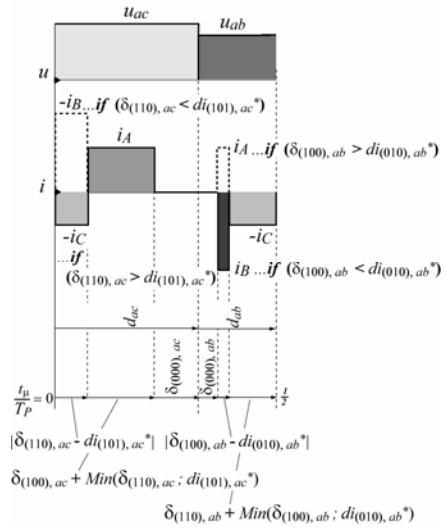 u_ac
u_ab
u
-i_B ...if (δ(110), ac < di(101), ac*)
i_A
i_A ...if (δ(100), ab > di(010), ab*)
i
-i_C
...if
(δ(110), ac > di(101), ac*)
-i_C
i_B ...if (δ(100), ab < di(010), ab*)
d_ac
d_ab
δ(000), ac
δ(000), ab
t_μ/T_P = 0
1/2
|δ(110), ac - di(101), ac*|
|δ(100), ab - di(010), ab*|
δ(100), ac + Min(δ(110), ac ; di(101), ac*)
δ(110), ab + Min(δ(100), ab ; di(010), ab*)